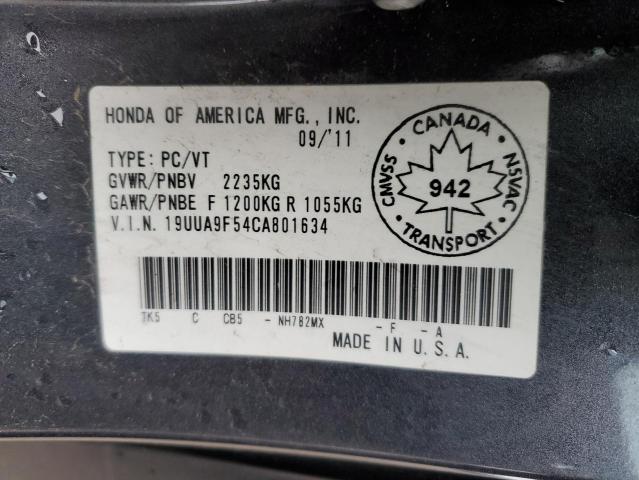 HONDA OF AMERICA MFG., INC.
09/'11
TYPE: PC/VT
GVWR/PNBV 2235KG
GAWR/PNBE F 1200KG R 1055KG
V.I.N. 19UUA9F54CA801634
CANADA
CMVSS 942 NSVAC
TRANSPORT
TK5 C CB5 - NH782MX - F - A
MADE IN U.S.A.